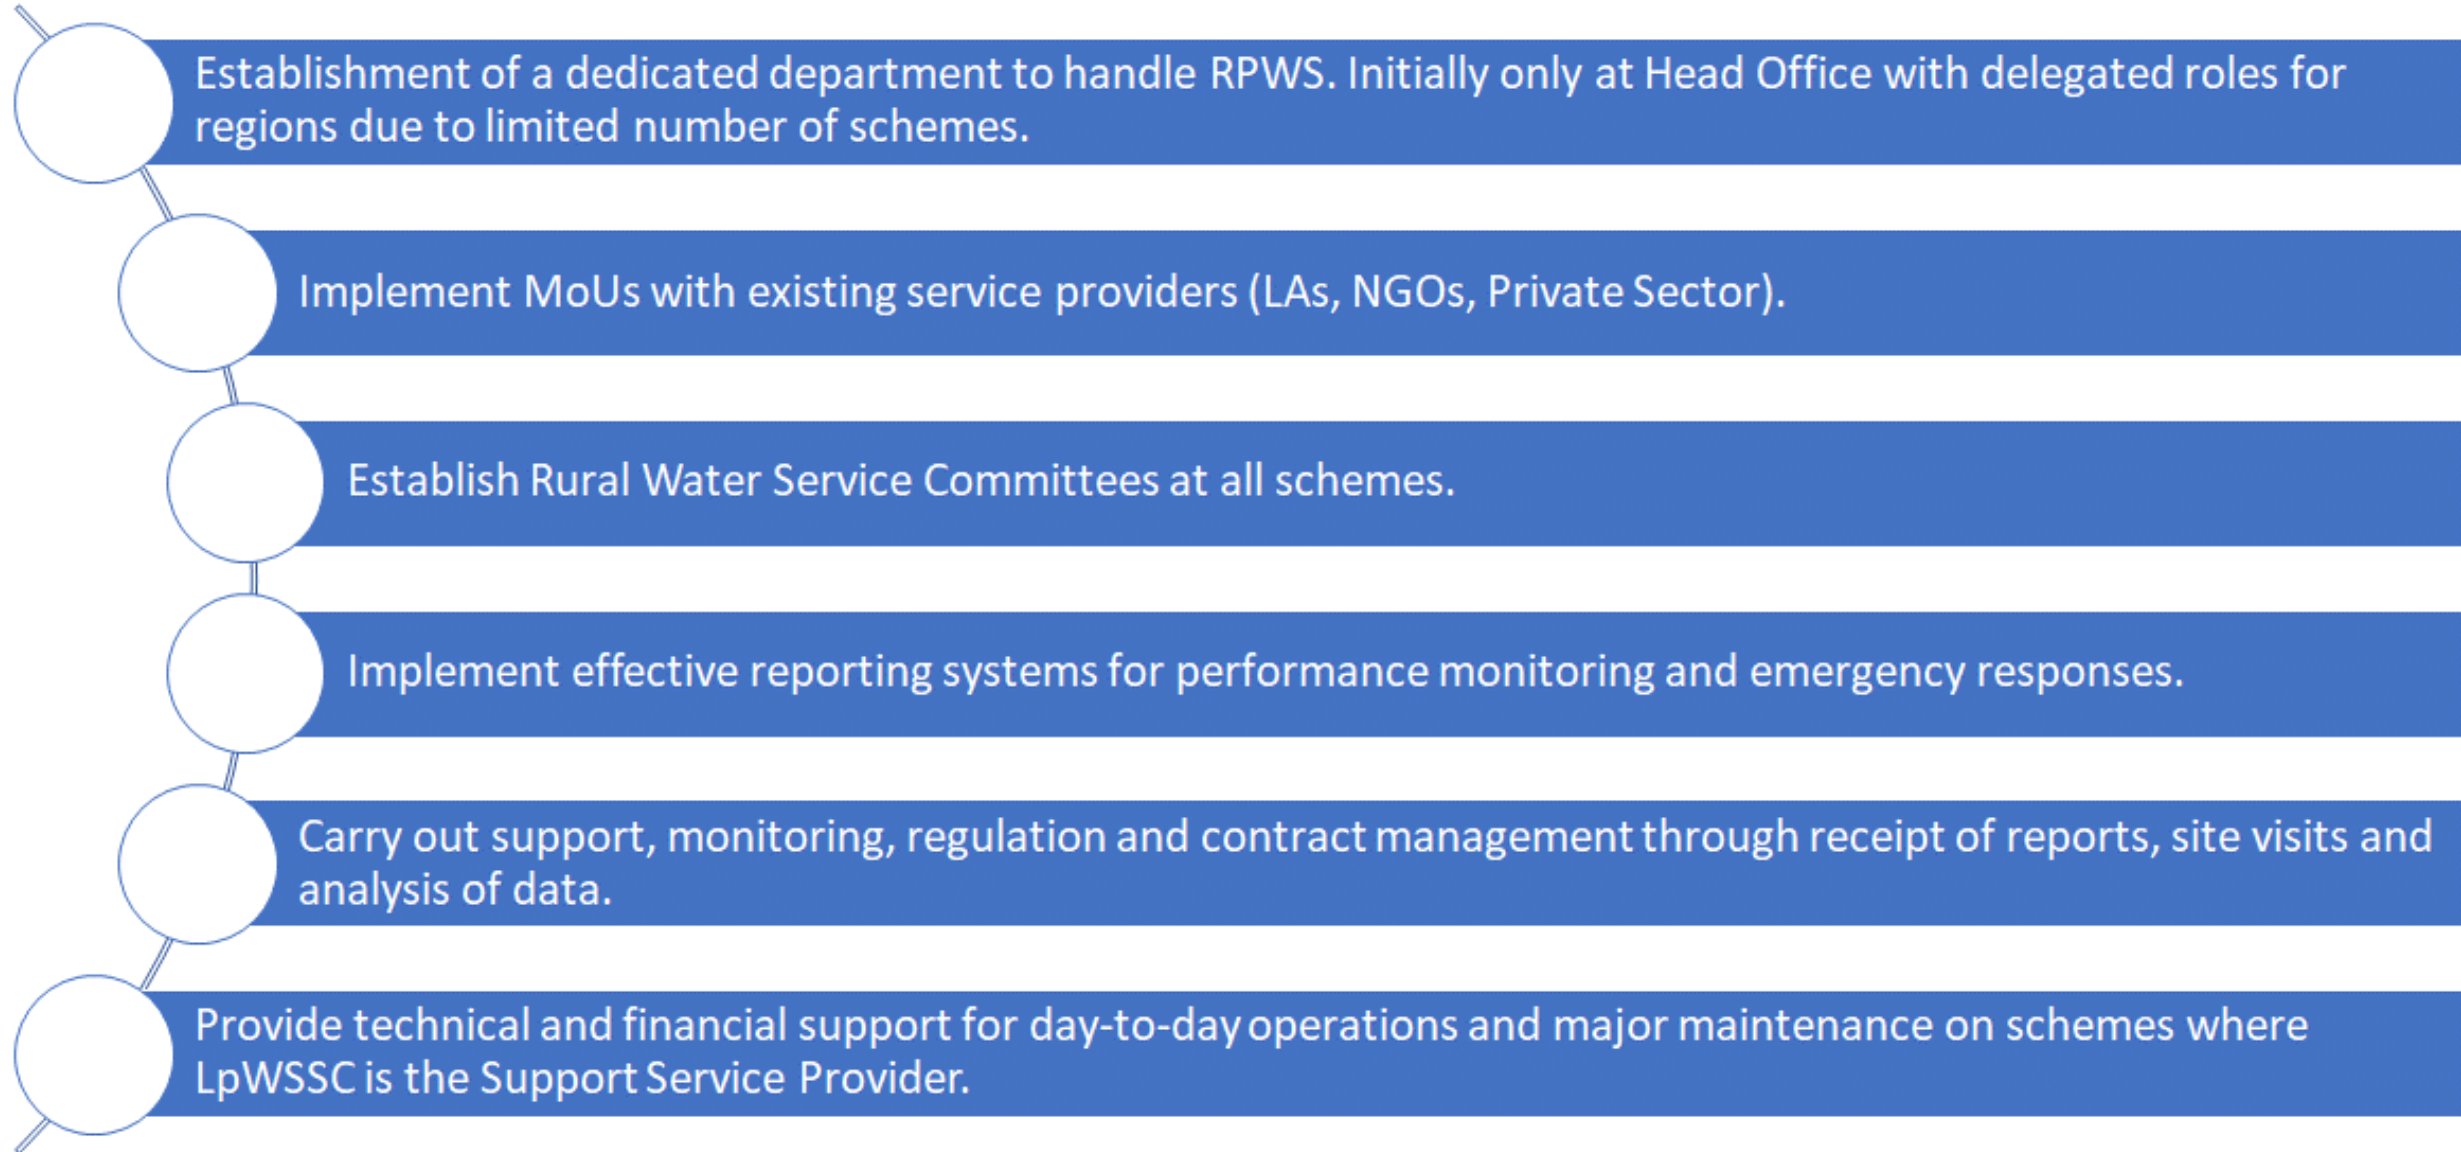 Establishment of a dedicated department to handle RPWS. Initially only at Head Office with delegated roles for
regions due to limited number of schemes.
Implement MoUs with existing service providers (LAs, NGOs, Private Sector).
Establish Rural Water Service Committees at all schemes.
Implement effective reporting systems for performance monitoring and emergency responses.
Carry out support, monitoring, regulation and contract management through receipt of reports, site visits and
analysis of data.
Provide technical and financial support for day-to-day operations and major maintenance on schemes where
LpWSSC is the Support Service Provider.